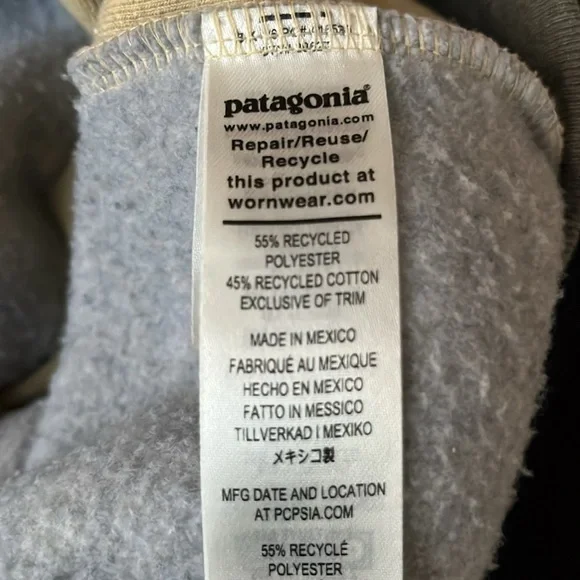 patagonia®
www.patagonia.com
Repair/Reuse/
Recycle
this product at
wornwear.com
55% RECYCLED
POLYESTER
45% RECYCLED COTTON
EXCLUSIVE OF TRIM
MADE IN MEXICO
FABRIQUÉ AU MEXIQUE
HECHO EN MEXICO
FATTO IN MESSICO
TILLVERKAD I MEXIKO
メキシコ製
MFG DATE AND LOCATION
AT PCPSIA.COM
55% RECYCLÉ
POLYESTER